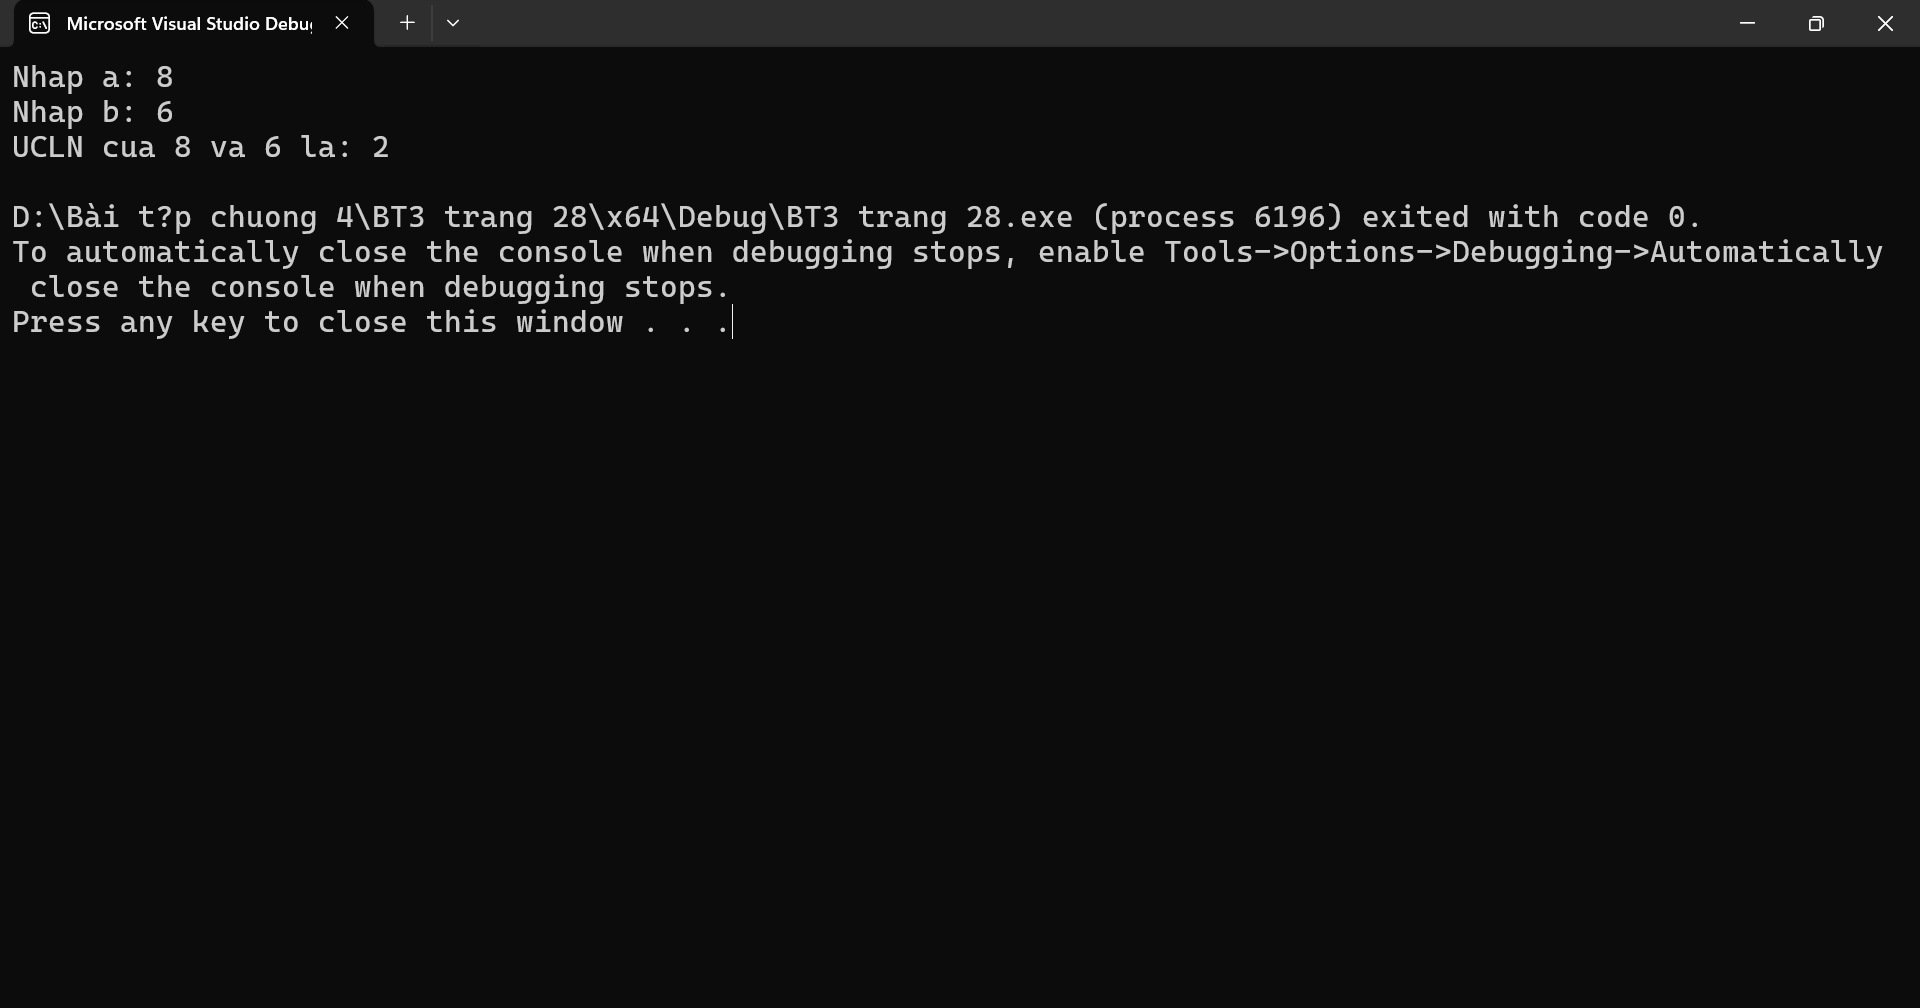 Microsoft Visual Studio Debu
Nhap a: 8
Nhap b: 6
UCLN cua 8 va 6 la: 2
D:\Bài t?p chuong 4\BT3 trang 28\x64\Debug\BT3 trang 28.exe (process 6196) exited with code 0.
To automatically close the console when debugging stops, enable Tools->Options->Debugging->Automatically
close the console when debugging stops.
Press any key to close this window . . .